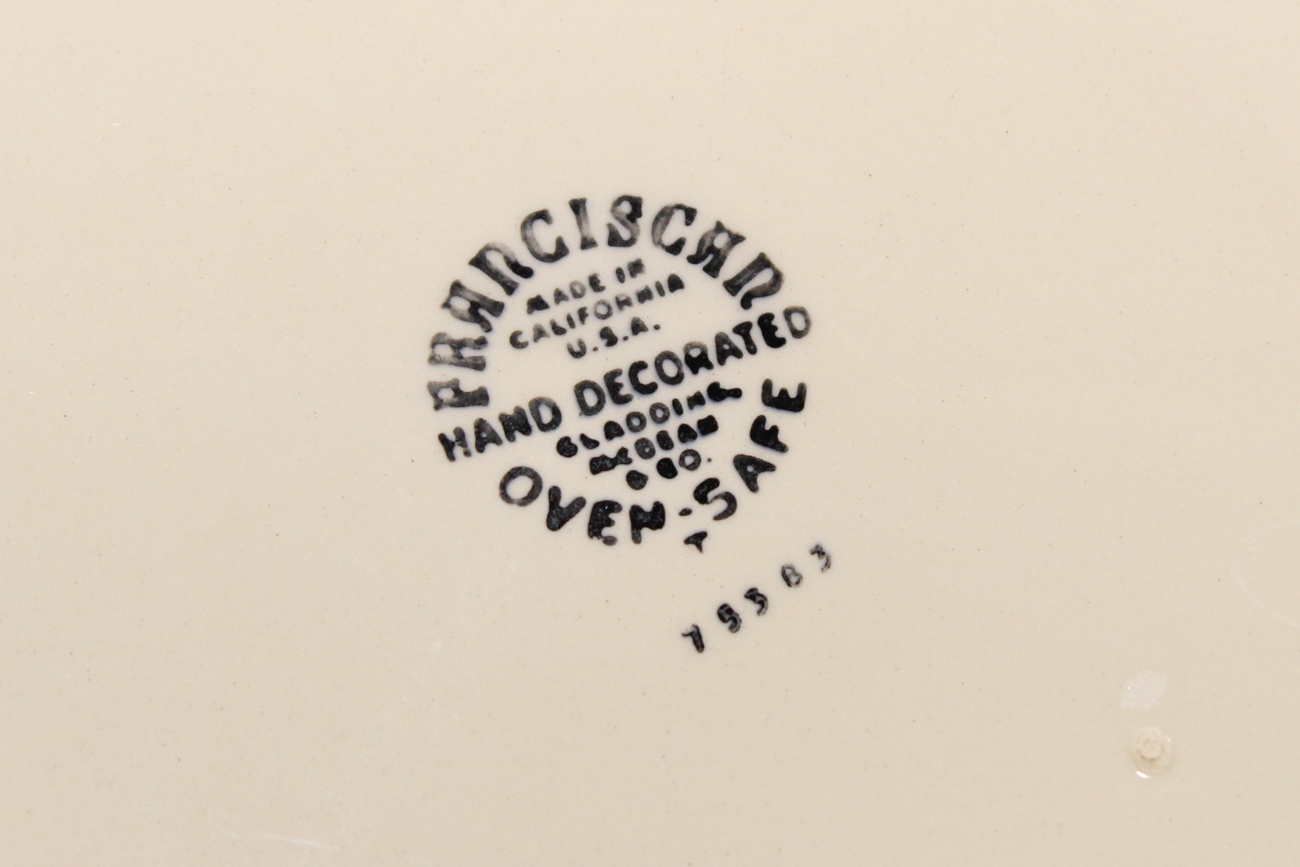 FRANCISCAN
MADE IN
CALIFORNIA
U.S.A.
HAND DECORATED
GLADDING
McBEAN
& CO.
OVEN-SAFE